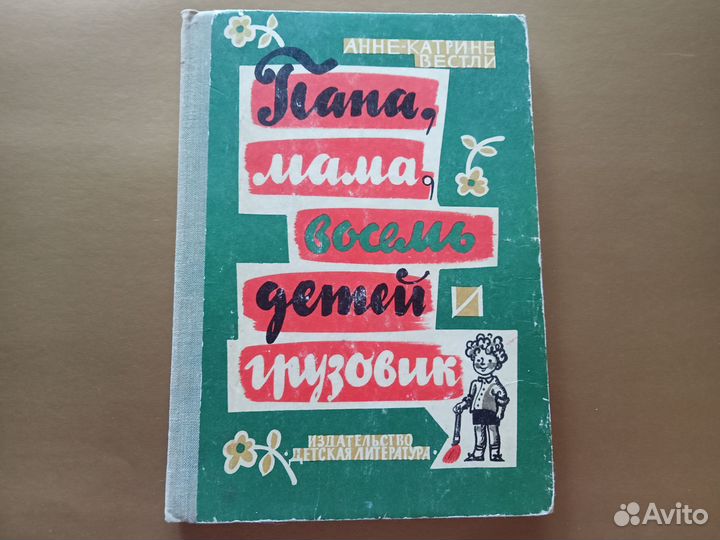 АННЕ-КАТРИНЕ
ВЕСТЛИ
Папа,
мама,
восемь
детей
И
грузовик
ИЗДАТЕЛЬСТВО
·ДЕТСКАЯ ЛИТЕРАТУРА·
Avito